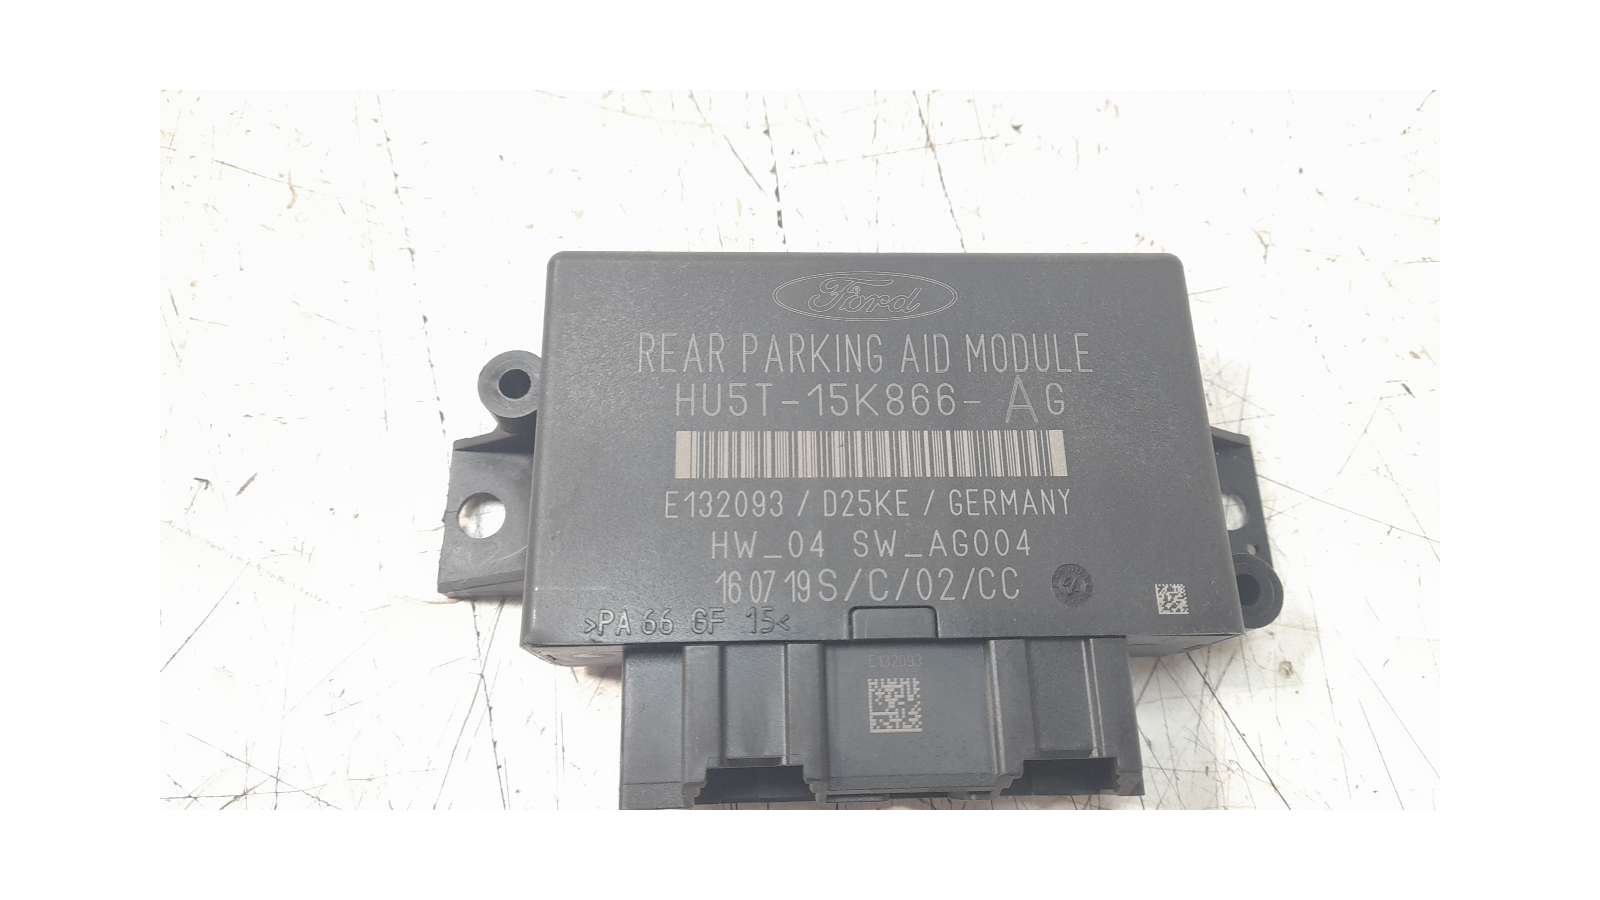 Ford
REAR PARKING AID MODULE
HU5T-15K866- AG
E132093 / D25KE / GERMANY
HW_04 SW_AG004
16 07 19 S/C/02/CC
>PA 66 GF 15<
E132093